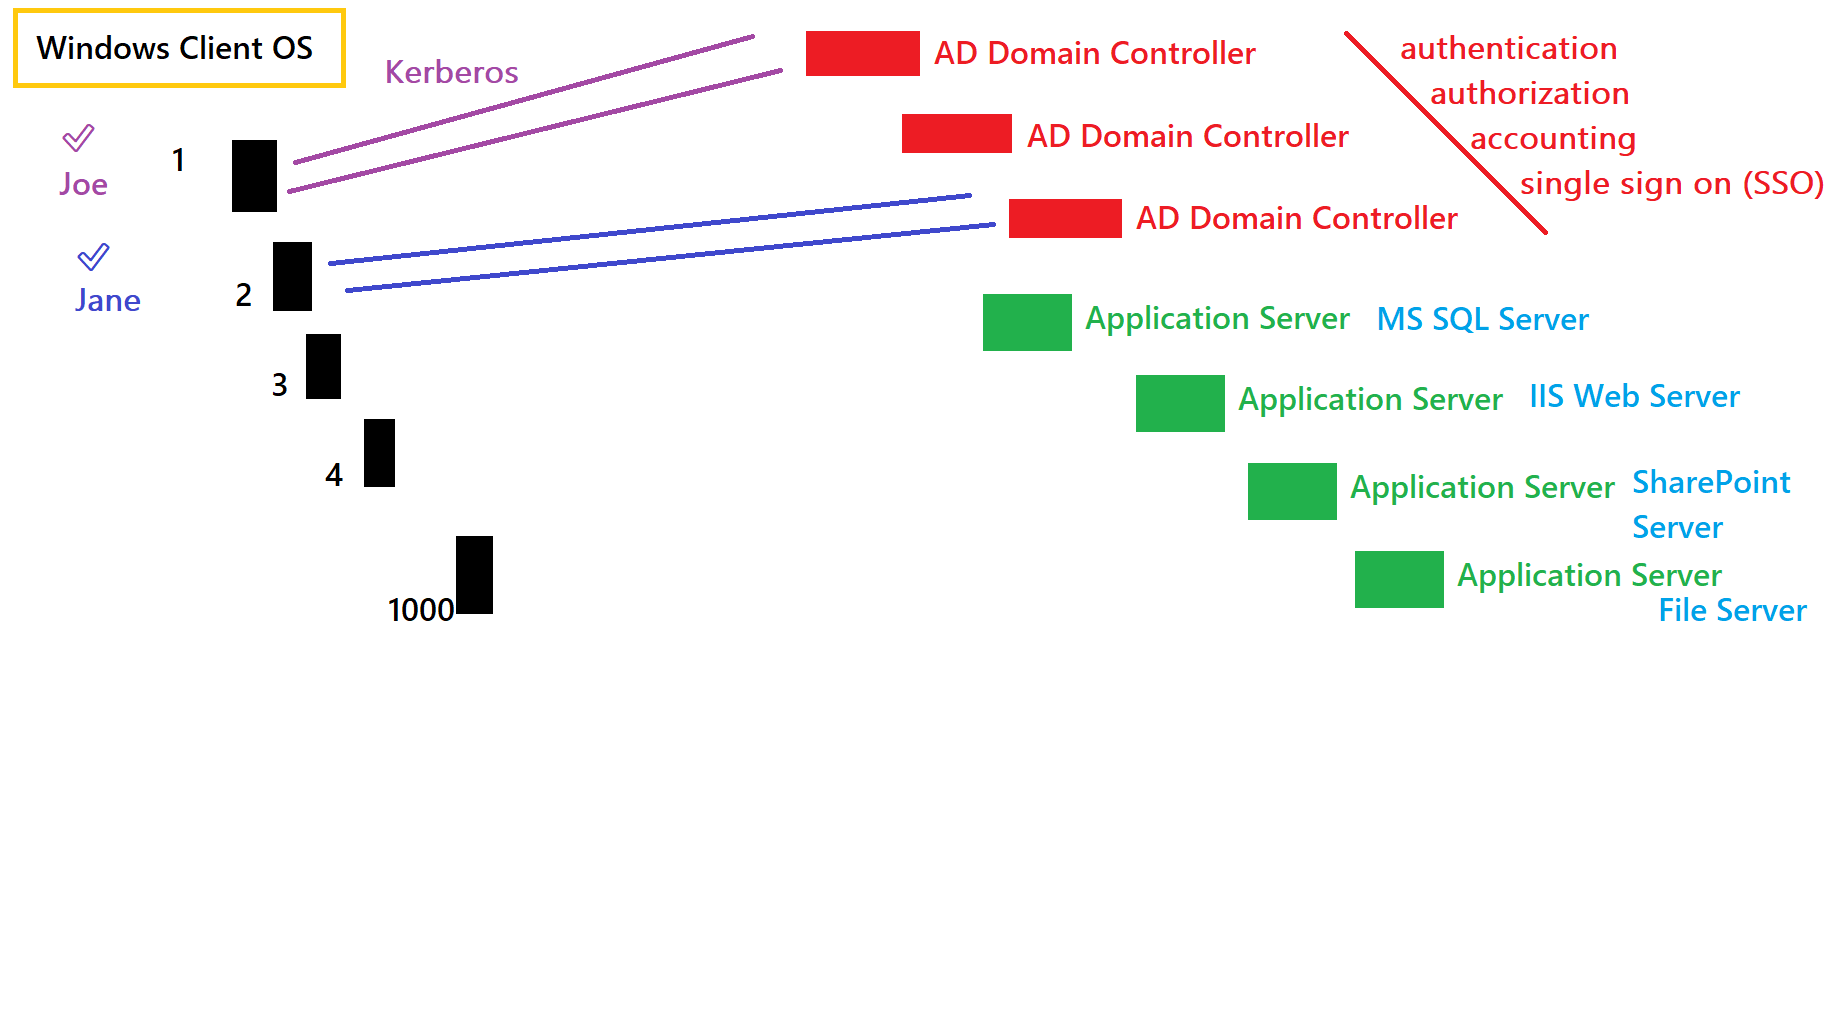 Windows Client OS
Kerberos
Joe
1
Jane
2
3
4
1000
AD Domain Controller
AD Domain Controller
AD Domain Controller
authentication
authorization
accounting
single sign on (SSO)
Application Server MS SQL Server
Application Server IIS Web Server
Application Server SharePoint
Server
Application Server
File Server